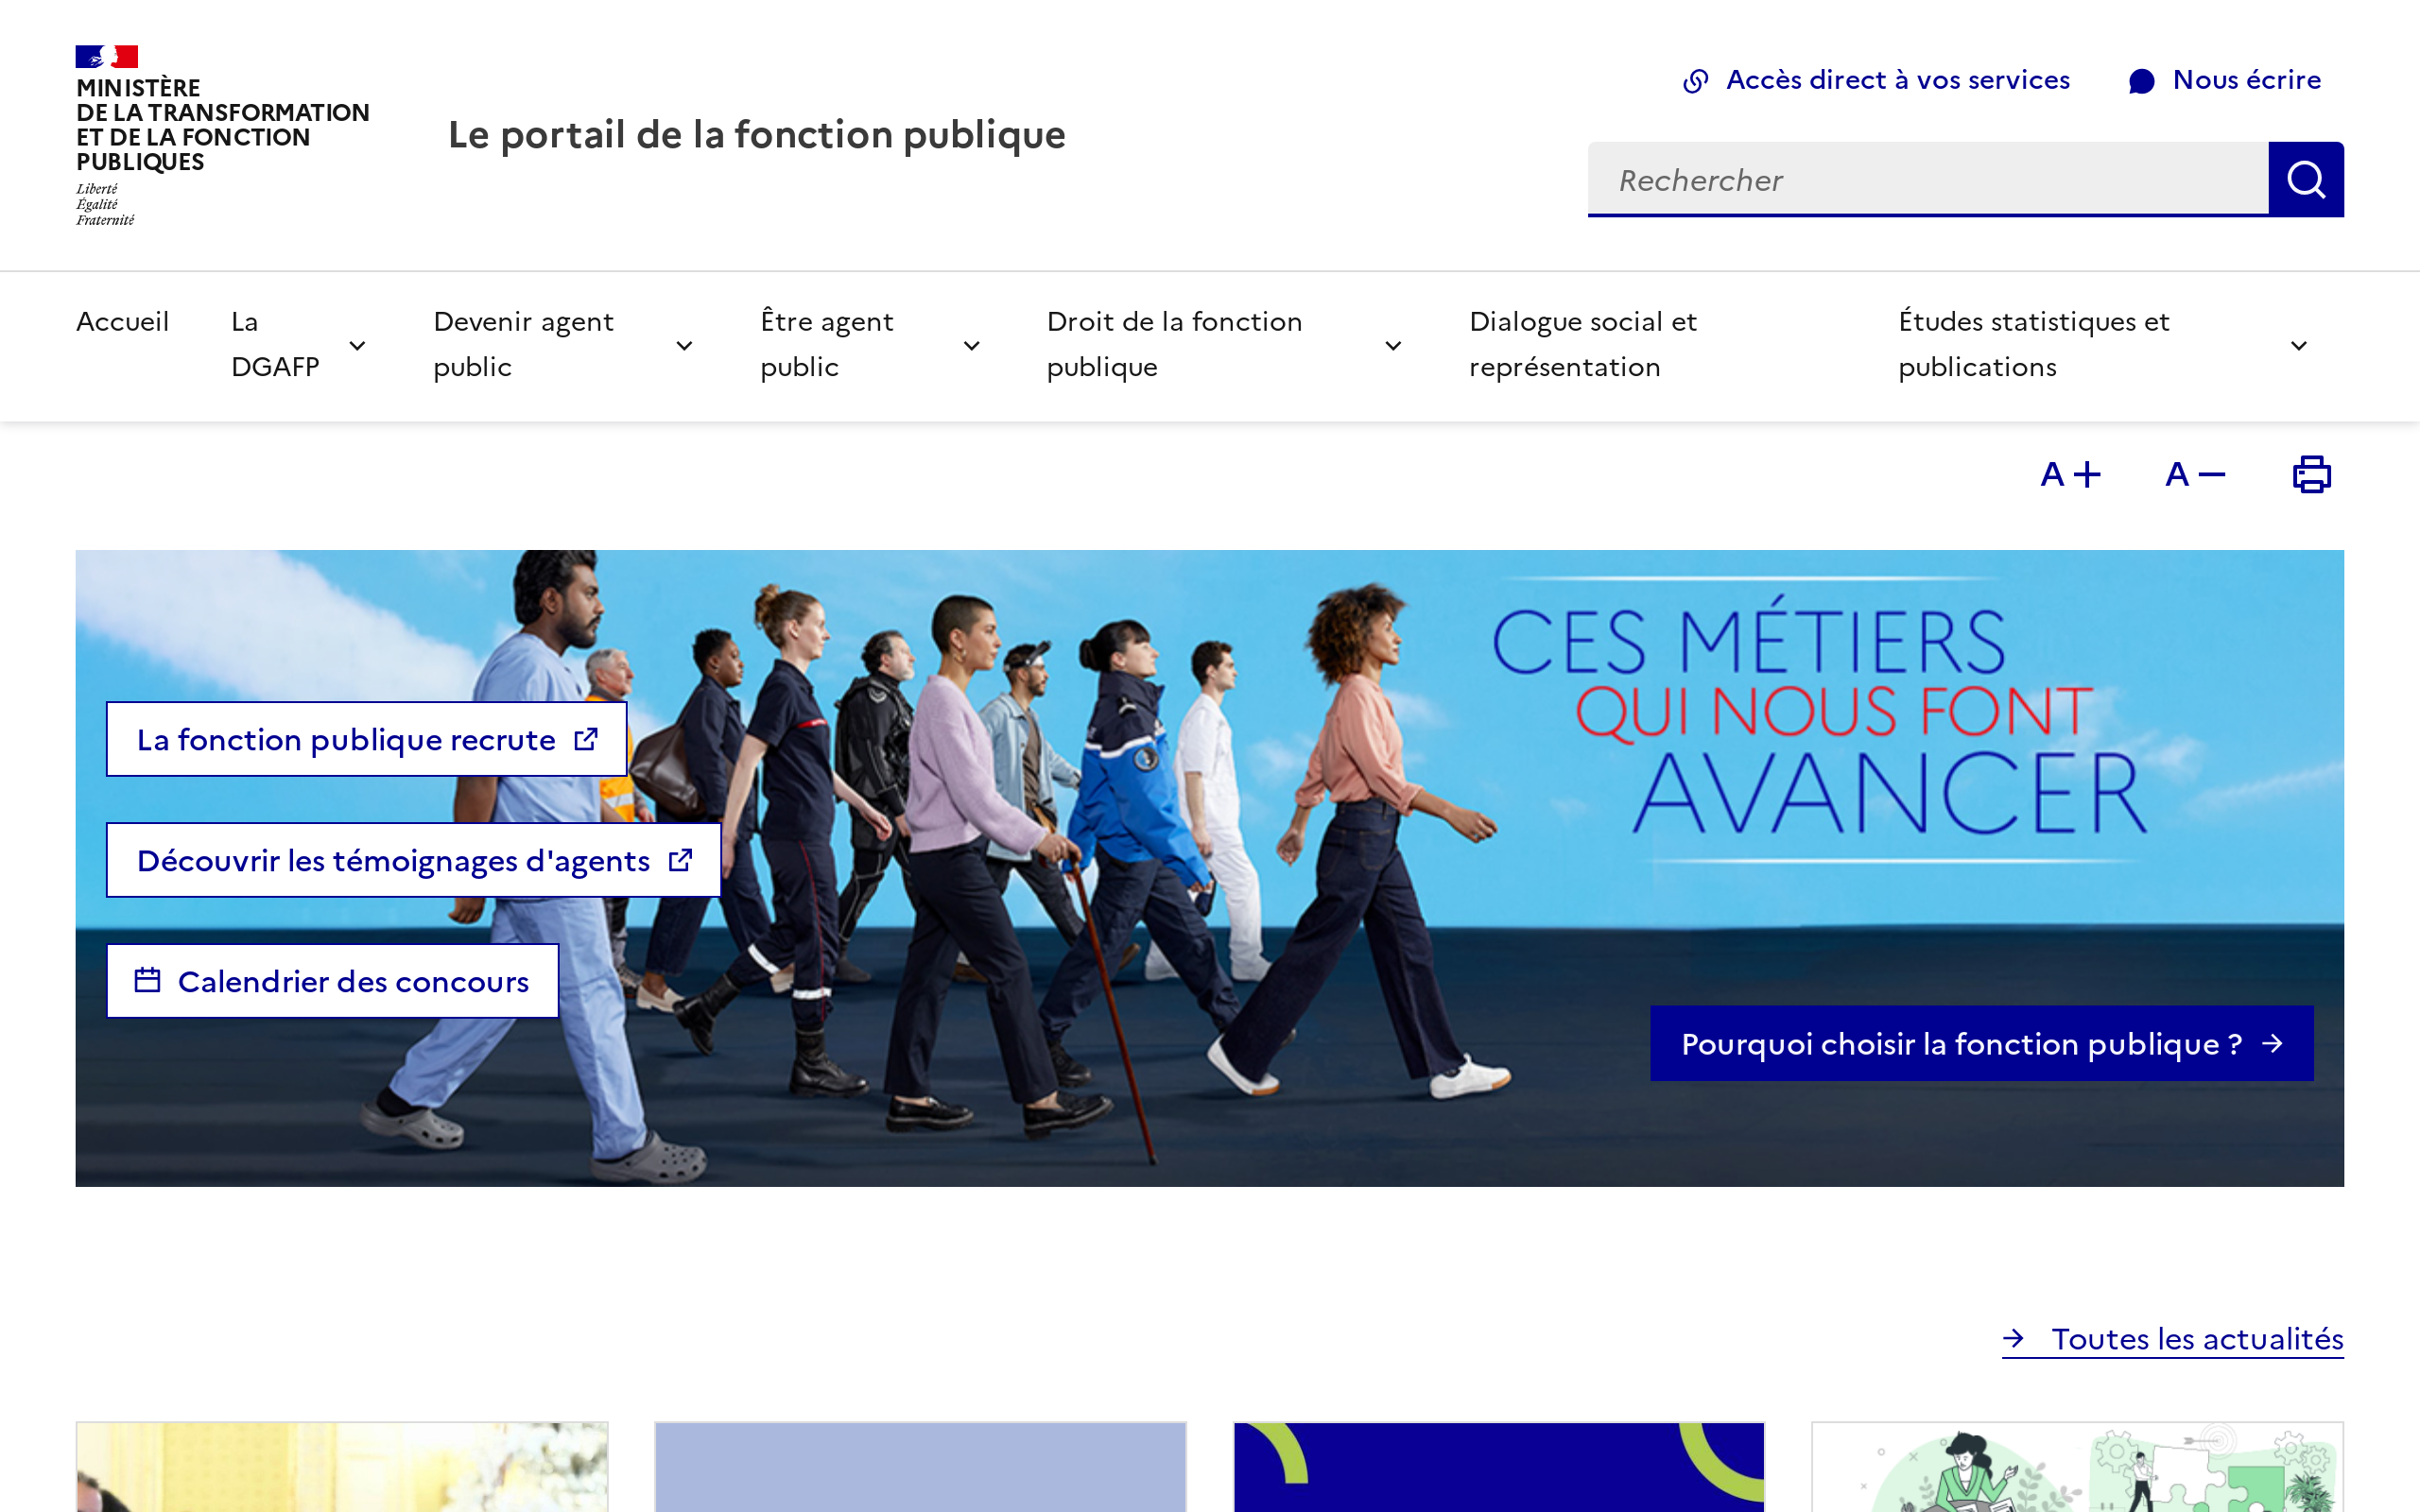 MINISTÈRE
DE LA TRANSFORMATION
ET DE LA FONCTION
PUBLIQUES
Liberté
Égalité
Fraternité
Le portail de la fonction publique
Accès direct à vos services
Nous écrire
Rechercher
Accueil
La
DGAFP
Devenir agent
public
Être agent
public
Droit de la fonction
publique
Dialogue social et
représentation
Études statistiques et
publications
A+
A−
CES MÉTIERS
QUI NOUS FONT
AVANCER
La fonction publique recrute
Découvrir les témoignages d'agents
Calendrier des concours
Pourquoi choisir la fonction publique ?
Toutes les actualités